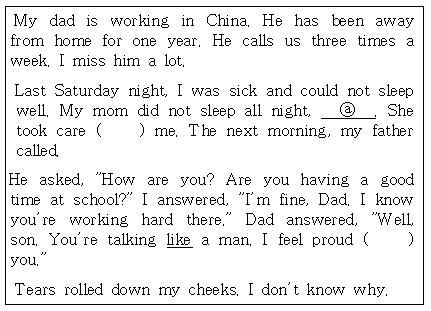 My dad is working in China. He has been away
from home for one year. He calls us three times a
week. I miss him a lot.
Last Saturday night, I was sick and could not sleep
well. My mom did not sleep all night, ⓐ . She
took care ( ) me. The next morning, my father
called.
He asked, "How are you? Are you having a good
time at school?" I answered, "I'm fine, Dad. I know
you're working hard there." Dad answered, "Well,
son. You're talking like a man. I feel proud ( )
you."
Tears rolled down my cheeks. I don't know why.